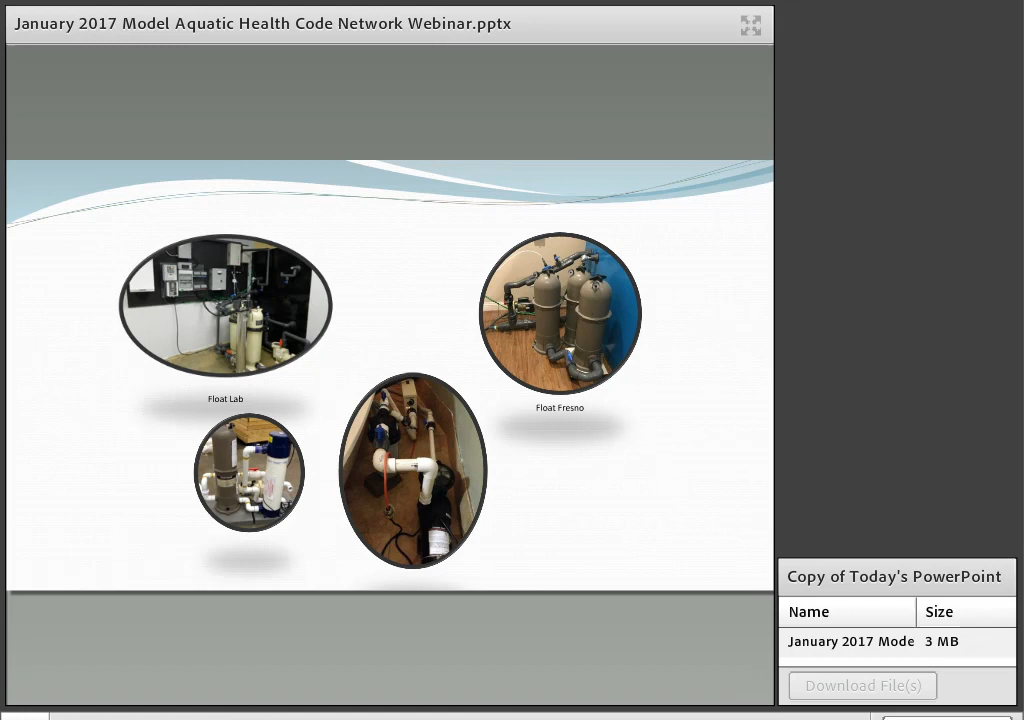 January 2017 Model Aquatic Health Code Network Webinar.pptx
Float Lab
Float Fresno
Copy of Today's PowerPoint
Name Size
January 2017 Mode 3 MB
Download File(s)